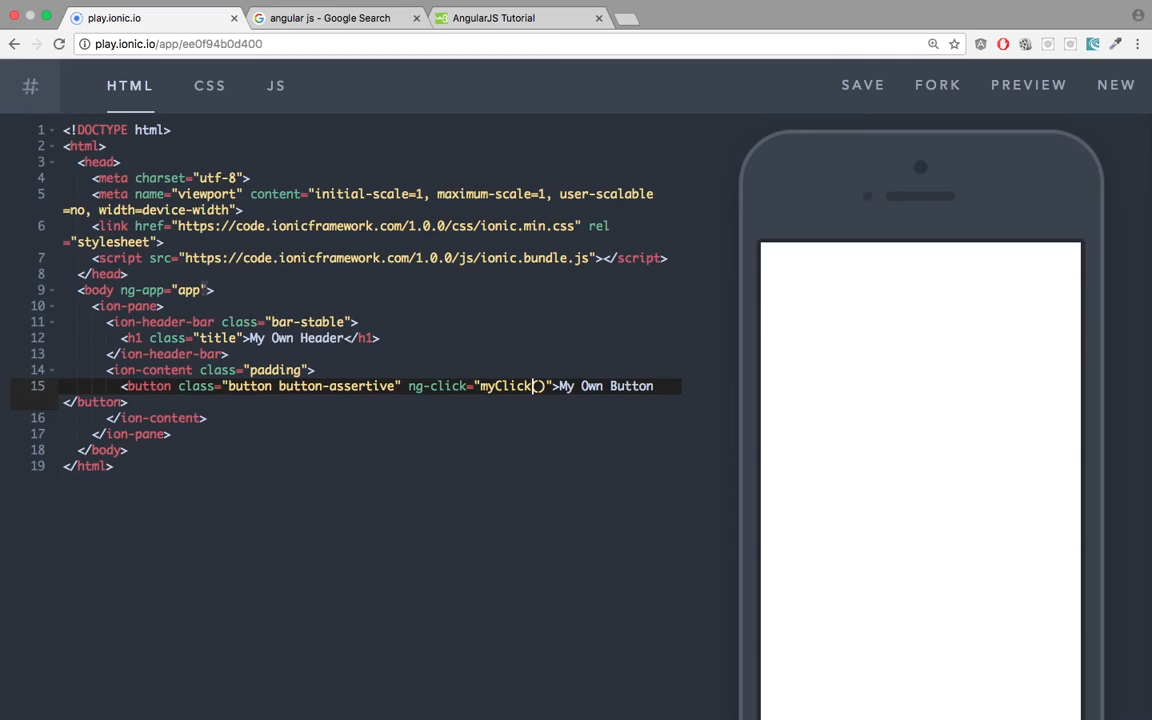 play.ionic.io
angular js - Google Search
w3
AngularJS Tutorial
play.ionic.io/app/ee0f94b0d400
#
HTML
CSS
JS
SAVE
FORK
PREVIEW
NEW
1 <!DOCTYPE html>
2 <html>
3 <head>
4 <meta charset="utf-8">
5 <meta name="viewport" content="initial-scale=1, maximum-scale=1, user-scalable
=no, width=device-width">
6 <link href="https://code.ionicframework.com/1.0.0/css/ionic.min.css" rel
="stylesheet">
7 <script src="https://code.ionicframework.com/1.0.0/js/ionic.bundle.js"></script>
8 </head>
9 <body ng-app="app">
10 <ion-pane>
11 <ion-header-bar class="bar-stable">
12 <h1 class="title">My Own Header</h1>
13 </ion-header-bar>
14 <ion-content class="padding">
15 <button class="button button-assertive" ng-click="myClick()">My Own Button
</button>
16 </ion-content>
17 </ion-pane>
18 </body>
19 </html>